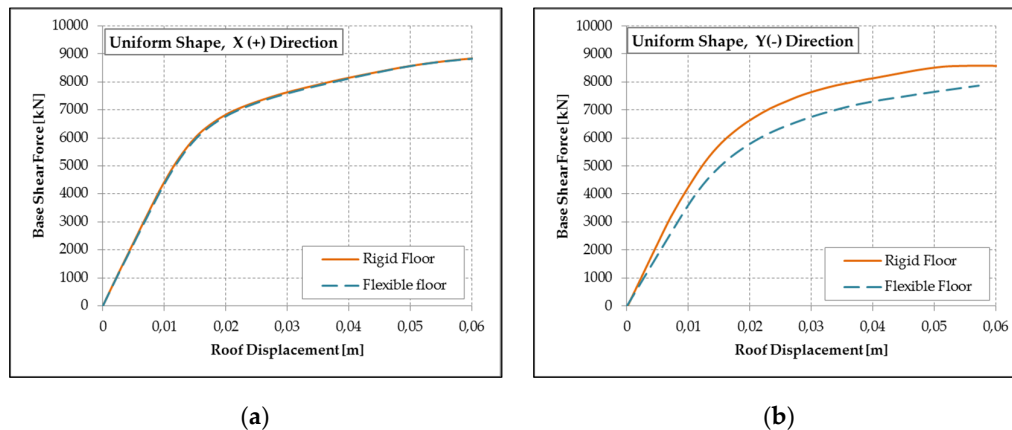 Uniform Shape, X (+) Direction
Base Shear Force [kN]
10000
9000
8000
7000
6000
5000
4000
3000
2000
1000
0
Rigid Floor
Flexible floor
0 0,01 0,02 0,03 0,04 0,05 0,06
Roof Displacement [m]
(a)
Uniform Shape, Y(-) Direction
Base Shear Force [kN]
10000
9000
8000
7000
6000
5000
4000
3000
2000
1000
0
Rigid Floor
Flexible Floor
0 0,01 0,02 0,03 0,04 0,05 0,06
Roof Displacement [m]
(b)